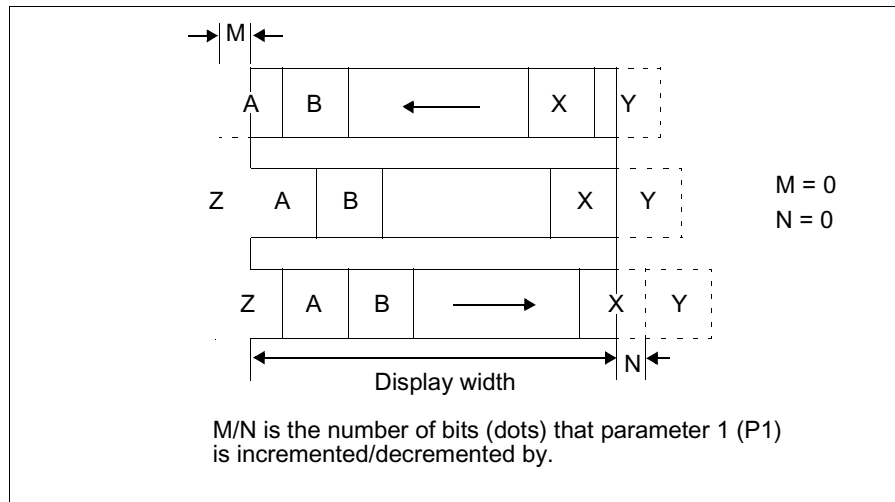 M
A B X Y
Z A B X Y
M = 0
N = 0
Z A B X Y
N
Display width
M/N is the number of bits (dots) that parameter 1 (P1)
is incremented/decremented by.